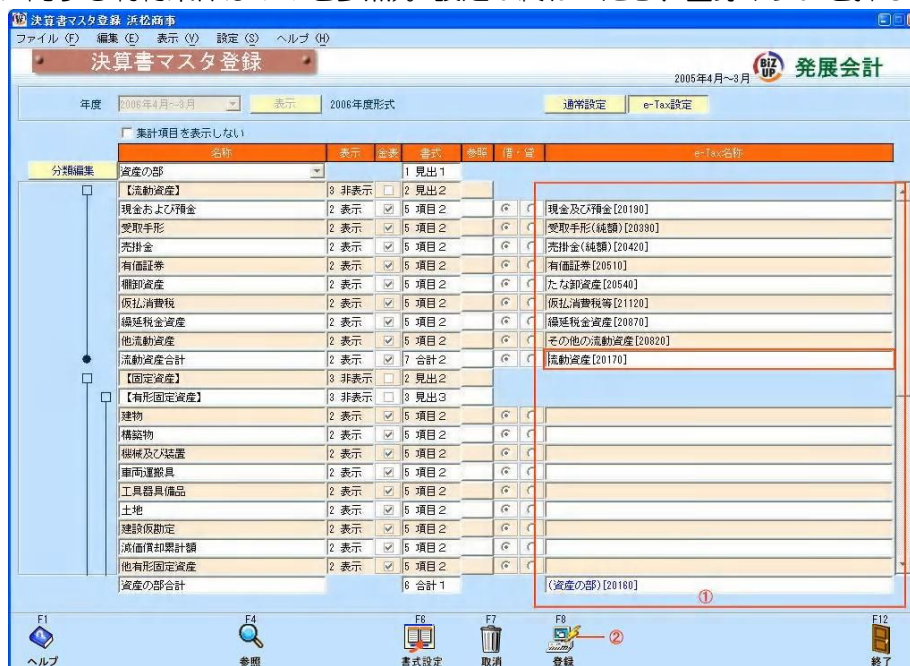 決算書マスタ登録 浜松商事
ファイル(F) 編集(E) 表示(V) 設定(S) ヘルプ(H)
決算書マスタ登録
2005年4月~3月 BIZ UP 発展会計
年度 2006年4月~3月 表示 2006年度形式 通常設定 e-Tax設定
集計項目を表示しない
名称 表示 金表 書式 参照 借・貸 e-Tax名称
分類編集 資産の部 1 見出1
【流動資産】 3 非表示 2 見出2
現金および預金 2 表示 5 項目2 現金及び預金[20190]
受取手形 2 表示 5 項目2 受取手形(純額)[20390]
売掛金 2 表示 5 項目2 売掛金(純額)[20420]
有価証券 2 表示 5 項目2 有価証券[20510]
棚卸資産 2 表示 5 項目2 たな卸資産[20540]
仮払消費税 2 表示 5 項目2 仮払消費税等[21120]
繰延税金資産 2 表示 5 項目2 繰延税金資産[20870]
他流動資産 2 表示 5 項目2 その他の流動資産[20820]
流動資産合計 2 表示 7 合計2 流動資産[20170]
【固定資産】 3 非表示 2 見出2
【有形固定資産】 3 非表示 3 見出3
建物 2 表示 5 項目2
構築物 2 表示 5 項目2
機械及び装置 2 表示 5 項目2
車両運搬具 2 表示 5 項目2
工具器具備品 2 表示 5 項目2
土地 2 表示 5 項目2
建設仮勘定 2 表示 5 項目2
減価償却累計額 2 表示 5 項目2
他有形固定資産 2 表示 5 項目2
資産の部合計 6 合計1 (資産の部)[20160]
①
F1 F4 F6 F7 F8 F12
②
ヘルプ 参照 書式設定 取消 登録 終了